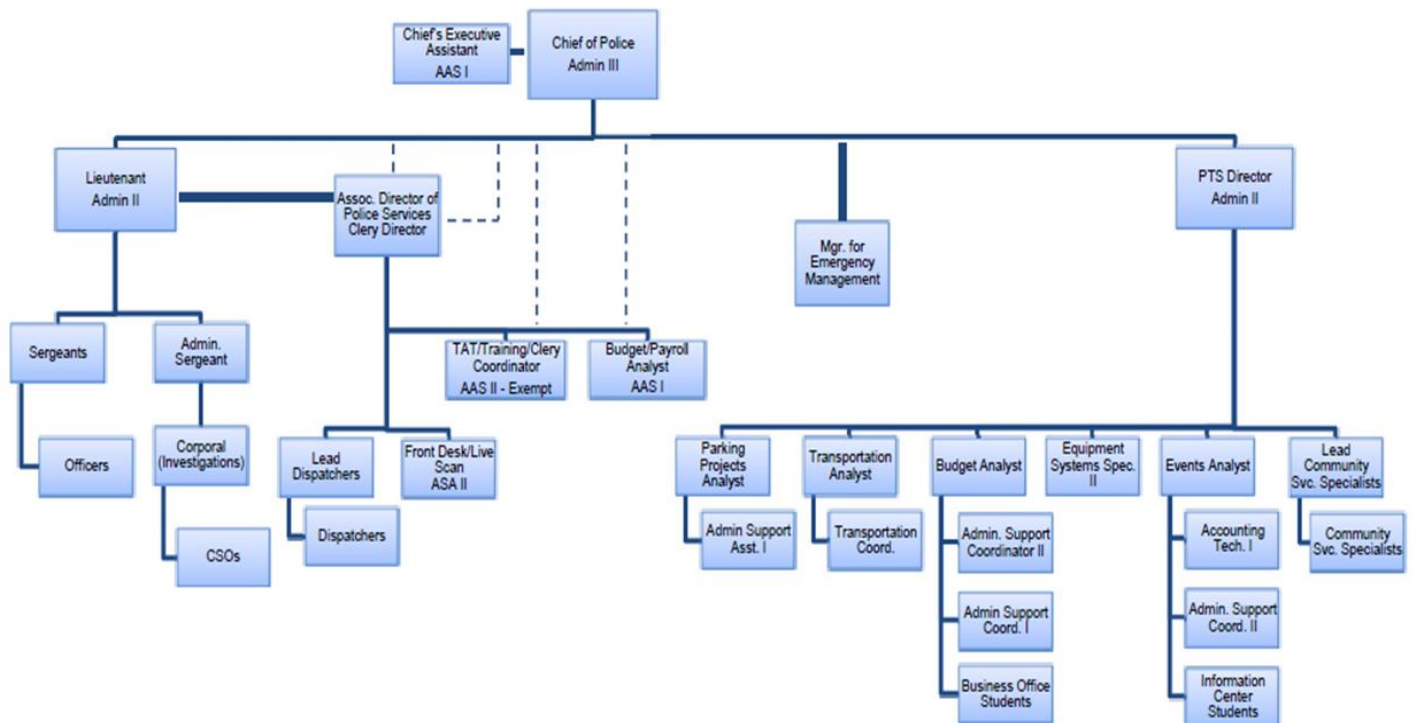 Chief's Executive
Assistant
AAS I
Chief of Police
Admin III
Lieutenant
Admin II
Assoc. Director of
Police Services
Clery Director
Mgr. for
Emergency
Management
PTS Director
Admin II
Sergeants
Admin.
Sergeant
TAT/Training/Clery
Coordinator
AAS II - Exempt
Budget/Payroll
Analyst
AAS I
Officers
Corporal
(Investigations)
Lead
Dispatchers
Front Desk/Live
Scan
ASA II
Parking
Projects
Analyst
Transportation
Analyst
Budget Analyst
Equipment
Systems Spec.
II
Events Analyst
Lead
Community
Svc. Specialists
CSOs
Dispatchers
Admin Support
Asst. I
Transportation
Coord.
Admin. Support
Coordinator II
Accounting
Tech. I
Community
Svc. Specialists
Admin Support
Coord. I
Admin. Support
Coord. II
Business Office
Students
Information
Center
Students